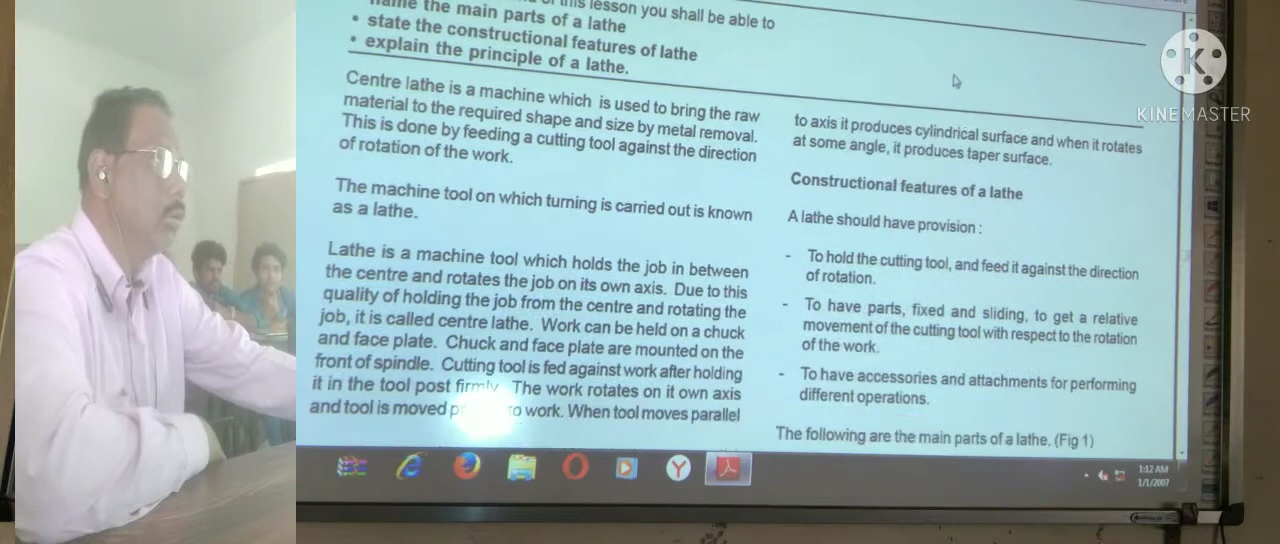 this lesson you shall be able to
name the main parts of a lathe
• state the constructional features of lathe
• explain the principle of a lathe.
Centre lathe is a machine which is used to bring the raw
material to the required shape and size by metal removal.
This is done by feeding a cutting tool against the direction
of rotation of the work.
The machine tool on which turning is carried out is known
as a lathe.
Lathe is a machine tool which holds the job in between
the centre and rotates the job on its own axis. Due to this
quality of holding the job from the centre and rotating the
job, it is called centre lathe. Work can be held on a chuck
and face plate. Chuck and face plate are mounted on the
front of spindle. Cutting tool is fed against work after holding
it in the tool post firmly. The work rotates on it own axis
and tool is moved to work. When tool moves parallel
to axis it produces cylindrical surface and when it rotates
at some angle, it produces taper surface.
Constructional features of a lathe
A lathe should have provision :
- To hold the cutting tool, and feed it against the direction
of rotation.
- To have parts, fixed and sliding, to get a relative
movement of the cutting tool with respect to the rotation
of the work.
- To have accessories and attachments for performing
different operations.
The following are the main parts of a lathe. (Fig 1)
1:12 AM
1/1/2007
K
KINEMASTER